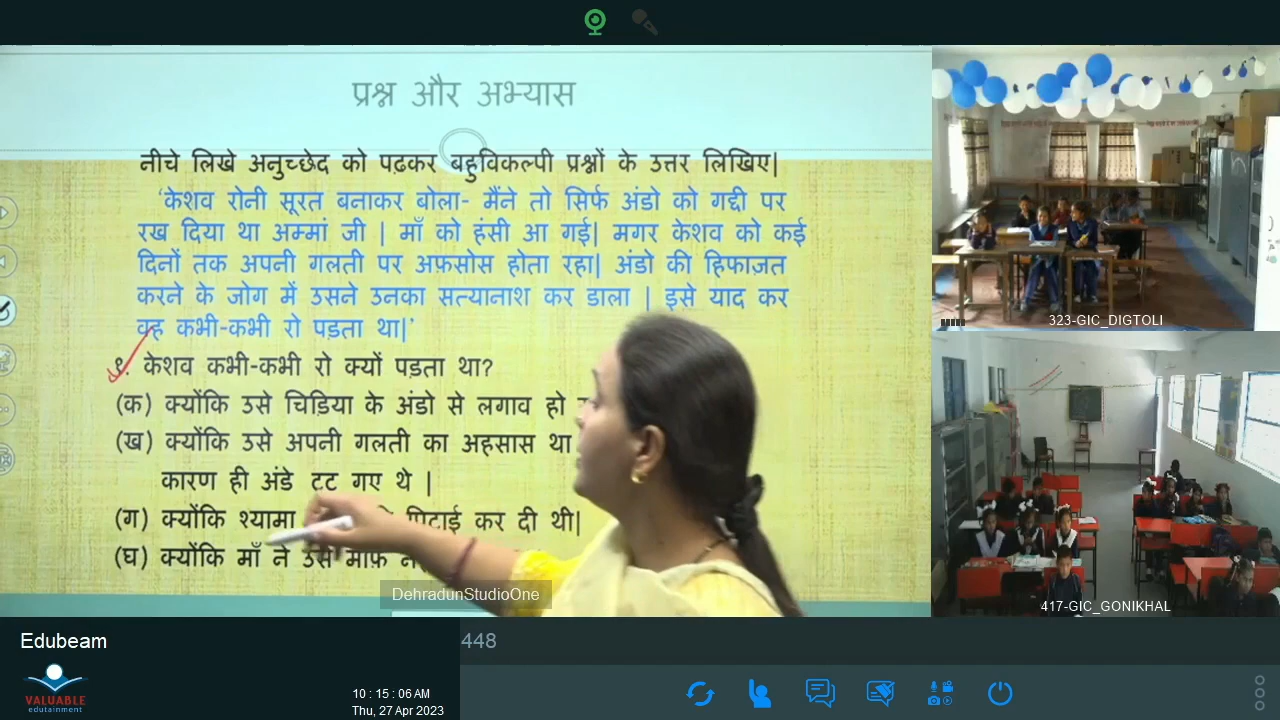 प्रश्न और अभ्यास
नीचे लिखे अनुच्छेद को पढ़कर बहुविकल्पी प्रश्नों के उत्तर लिखिए|
'केशव रोनी सूरत बनाकर बोला- मैंने तो सिर्फ अंडो को गद्दी पर
रख दिया था अम्मां जी | माँ को हंसी आ गई| मगर केशव को कई
दिनों तक अपनी गलती पर अफ़सोस होता रहा| अंडो की हिफाज़त
करने के जोग में उसने उनका सत्यानाश कर डाला | इसे याद कर
वह कभी-कभी रो पड़ता था|'
१. केशव कभी-कभी रो क्यों पड़ता था?
(क) क्योंकि उसे चिड़िया के अंडो से लगाव हो
(ख) क्योंकि उसे अपनी गलती का अहसास था
कारण ही अंडे टूट गए थे |
(ग) क्योंकि श्यामा पिटाई कर दी थी|
(घ) क्योंकि माँ ने उसे माफ़
DehradunStudioOne
323-GIC_DIGTOLI
417-GIC_GONIKHAL
Edubeam
448
VALUABLE
edutainment
10 : 15 : 06 AM
Thu, 27 Apr 2023